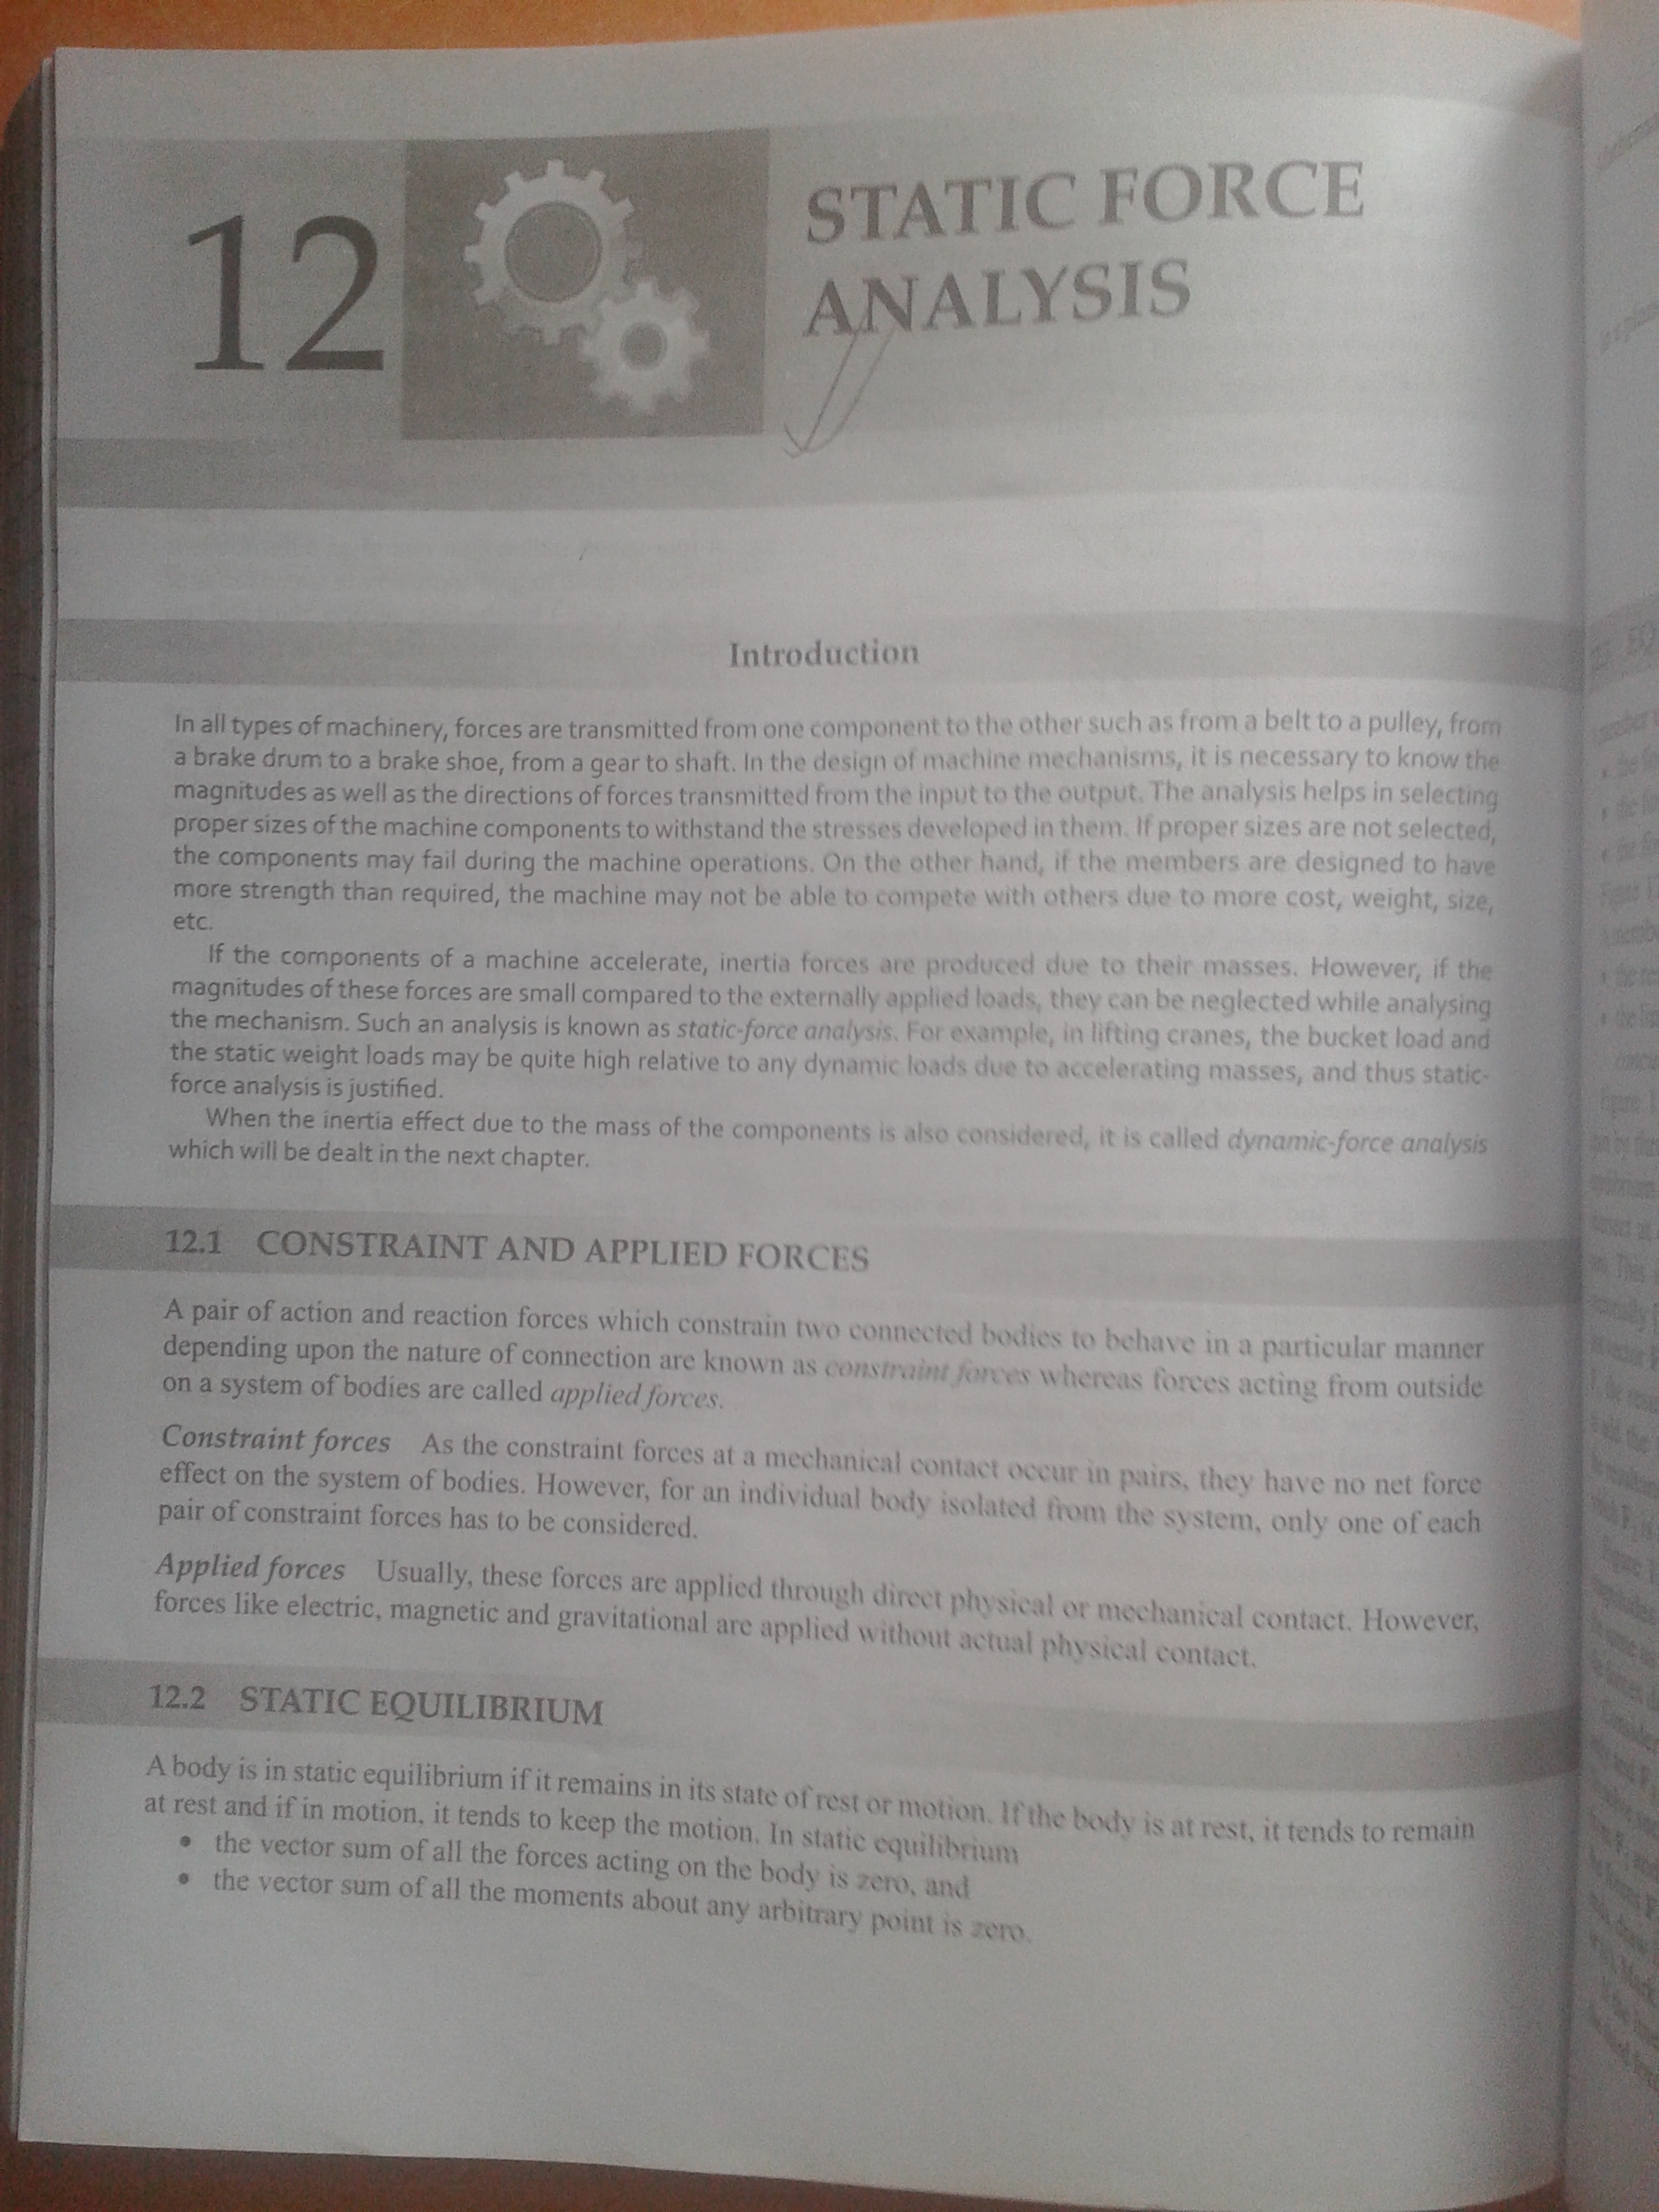 12
STATIC FORCE
ANALYSIS
Introduction
In all types of machinery, forces are transmitted from one component to the other such as from a belt to a pulley, from
a brake drum to a brake shoe, from a gear to shaft. In the design of machine mechanisms, it is necessary to know the
magnitudes as well as the directions of forces transmitted from the input to the output. The analysis helps in selecting
proper sizes of the machine components to withstand the stresses developed in them. If proper sizes are not selected,
the components may fail during the machine operations. On the other hand, if the members are designed to have
more strength than required, the machine may not be able to compete with others due to more cost, weight, size,
etc.
If the components of a machine accelerate, inertia forces are produced due to their masses. However, if the
magnitudes of these forces are small compared to the externally applied loads, they can be neglected while analysing
the mechanism. Such an analysis is known as static-force analysis. For example, in lifting cranes, the bucket load and
the static weight loads may be quite high relative to any dynamic loads due to accelerating masses, and thus static-
force analysis is justified.
When the inertia effect due to the mass of the components is also considered, it is called dynamic-force analysis
which will be dealt in the next chapter.
12.1 CONSTRAINT AND APPLIED FORCES
A pair of action and reaction forces which constrain two connected bodies to behave in a particular manner
depending upon the nature of connection are known as constraint forces whereas forces acting from outside
on a system of bodies are called applied forces.
Constraint forces As the constraint forces at a mechanical contact occur in pairs, they have no net force
effect on the system of bodies. However, for an individual body isolated from the system, only one of each
pair of constraint forces has to be considered.
Applied forces Usually, these forces are applied through direct physical or mechanical contact. However,
forces like electric, magnetic and gravitational are applied without actual physical contact.
12.2 STATIC EQUILIBRIUM
A body is in static equilibrium if it remains in its state of rest or motion. If the body is at rest, it tends to remain
at rest and if in motion, it tends to keep the motion. In static equilibrium
• the vector sum of all the forces acting on the body is zero, and
• the vector sum of all the moments about any arbitrary point is zero.